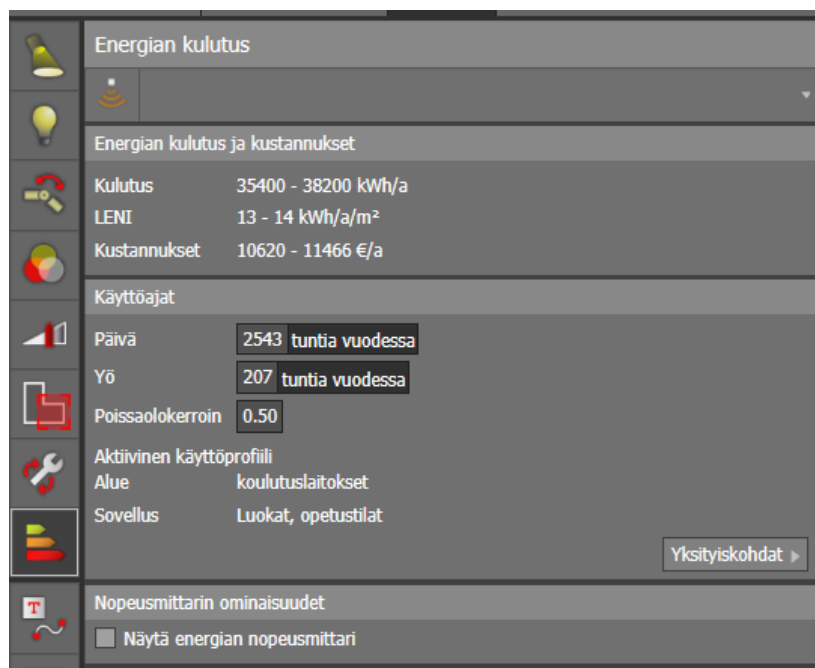 Energian kulutus
Energian kulutus ja kustannukset
Kulutus 35400 - 38200 kWh/a
LENI 13 - 14 kWh/a/m²
Kustannukset 10620 - 11466 €/a
Käyttöajat
Päivä 2543 tuntia vuodessa
Yö 207 tuntia vuodessa
Poissaolokerroin 0.50
Aktiivinen käyttöprofiili
Alue koulutuslaitokset
Sovellus Luokat, opetustilat
Yksityiskohdat
T
Nopeusmittarin ominaisuudet
Näytä energian nopeusmittari